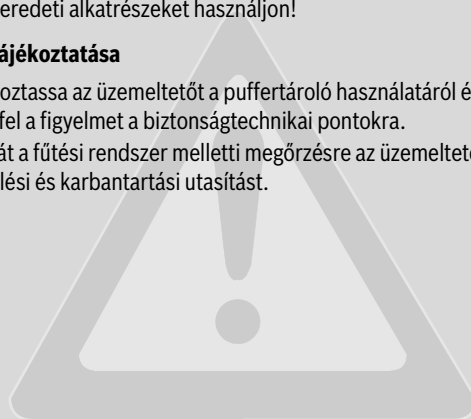 eredeti alkatrészeket használjon!
ájékoztatása
oztassa az üzemeltetőt a puffertároló használatáról é
fel a figyelmet a biztonságtechnikai pontokra.
át a fűtési rendszer melletti megőrzésre az üzemeltet
lési és karbantartási utasítást.